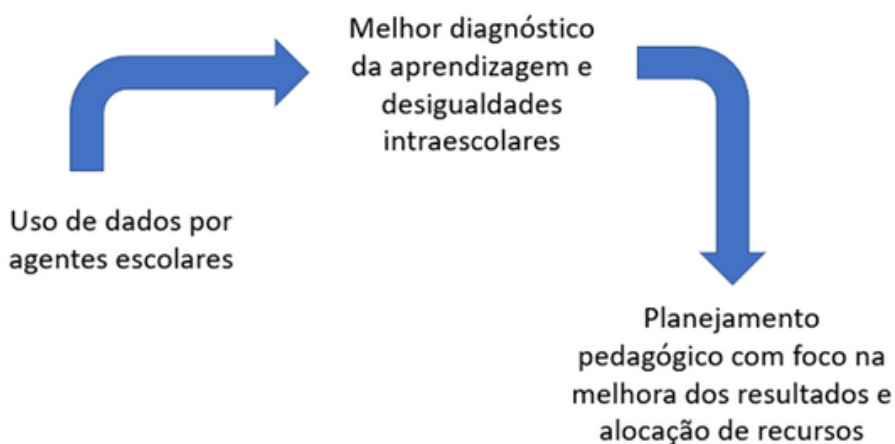 Uso de dados por
agentes escolares
Melhor diagnóstico
da aprendizagem e
desigualdades
intraescolares
Planejamento
pedagógico com foco na
melhora dos resultados e
alocação de recursos